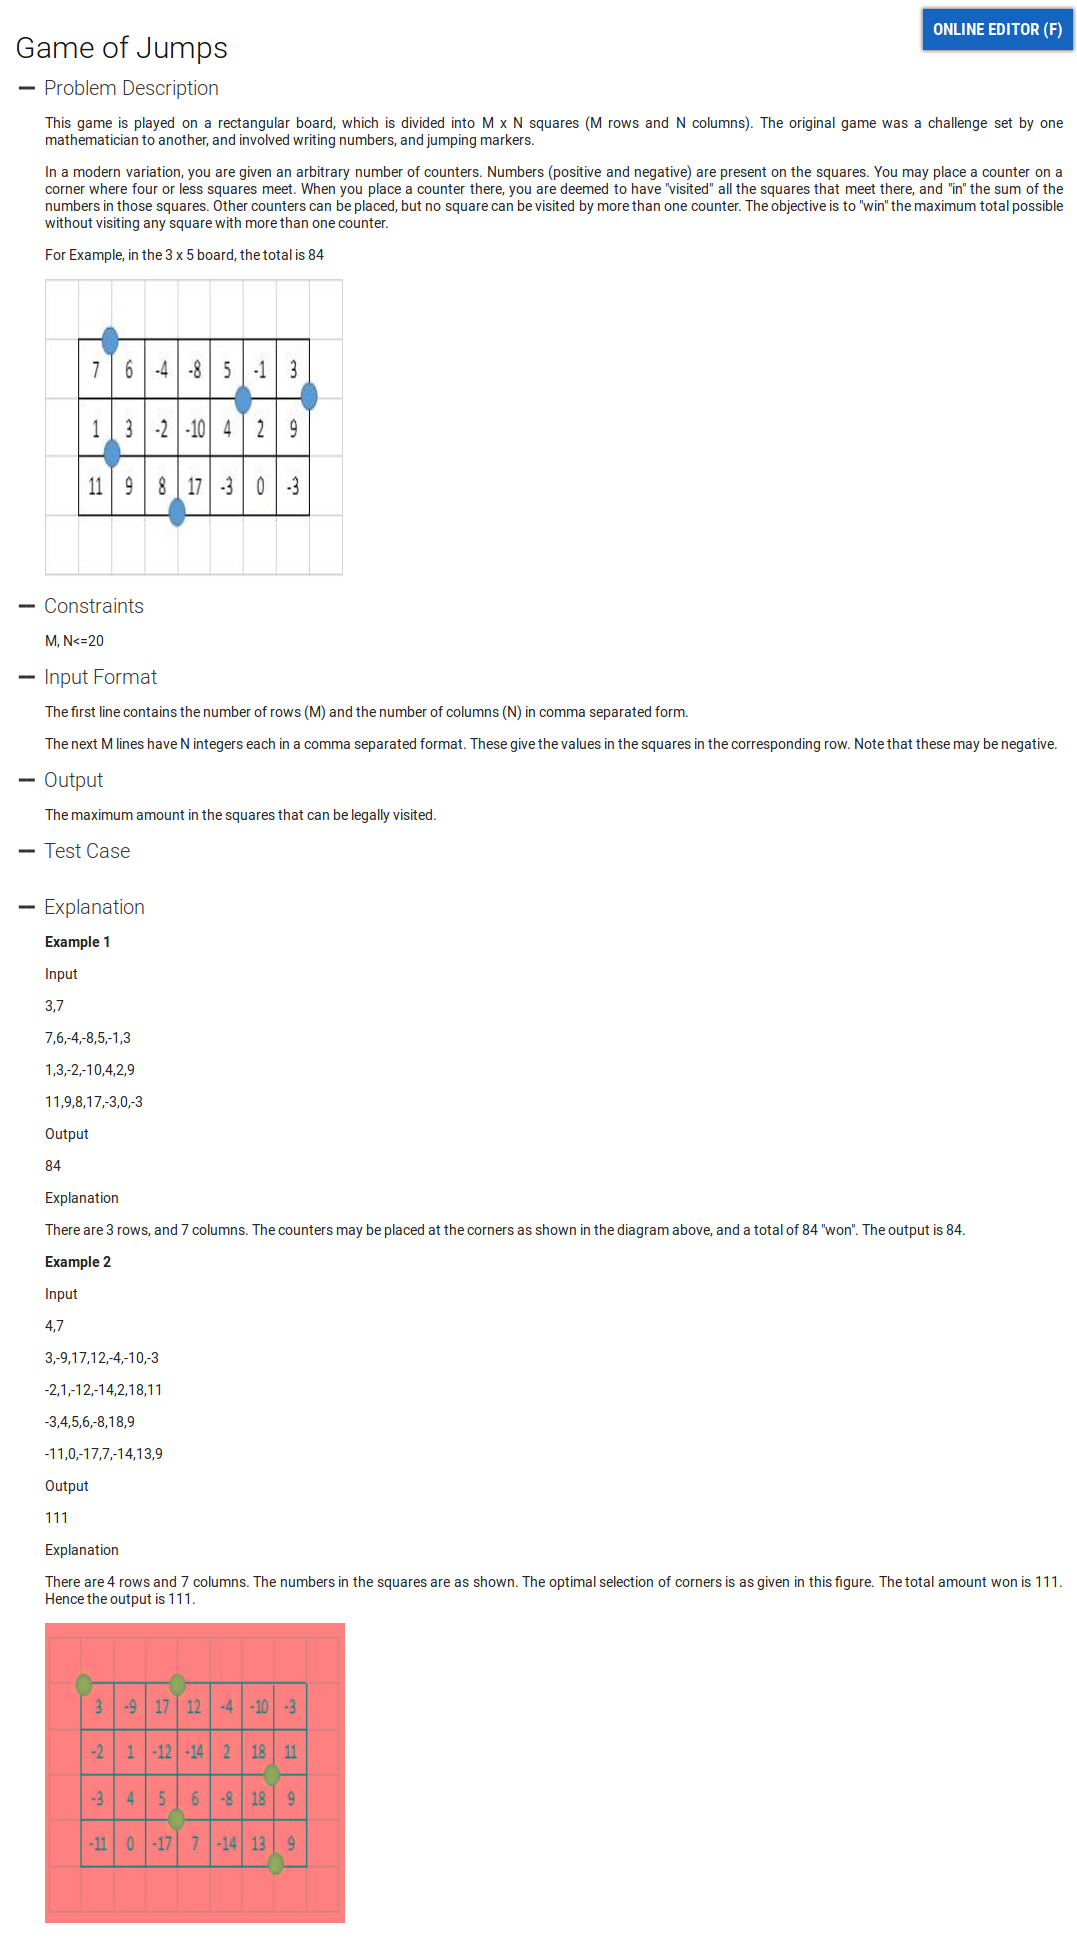 ONLINE EDITOR (F)
Game of Jumps
Problem Description
This game is played on a rectangular board, which is divided into M x N squares (M rows and N columns). The original game was a challenge set by one
mathematician to another, and involved writing numbers, and jumping markers.
In a modern variation, you are given an arbitrary number of counters. Numbers (positive and negative) are present on the squares. You may place a counter on a
corner where four or less squares meet. When you place a counter there, you are deemed to have "visited" all the squares that meet there, and "in" the sum of the
numbers in those squares. Other counters can be placed, but no square can be visited by more than one counter. The objective is to "win" the maximum total possible
without visiting any square with more than one counter.
For Example, in the 3 x 5 board, the total is 84
7 6 -4 -8 5 -1 3
1 3 -2 -10 4 2 9
11 9 8 17 -3 0 -3
Constraints
M, N<=20
Input Format
The first line contains the number of rows (M) and the number of columns (N) in comma separated form.
The next M lines have N integers each in a comma separated format. These give the values in the squares in the corresponding row. Note that these may be negative.
Output
The maximum amount in the squares that can be legally visited.
Test Case
Explanation
Example 1
Input
3,7
7,6,-4,-8,5,-1,3
1,3,-2,-10,4,2,9
11,9,8,17,-3,0,-3
Output
84
Explanation
There are 3 rows, and 7 columns. The counters may be placed at the corners as shown in the diagram above, and a total of 84 "won". The output is 84.
Example 2
Input
4,7
3,-9,17,12,-4,-10,-3
-2,1,-12,-14,2,18,11
-3,4,5,6,-8,18,9
-11,0,-17,7,-14,13,9
Output
111
Explanation
There are 4 rows and 7 columns. The numbers in the squares are as shown. The optimal selection of corners is as given in this figure. The total amount won is 111.
Hence the output is 111.
3 -9 17 12 -4 -10 -3
-2 1 -12 -14 2 18 11
-3 4 5 6 -8 18 9
-11 0 -17 7 -14 13 9